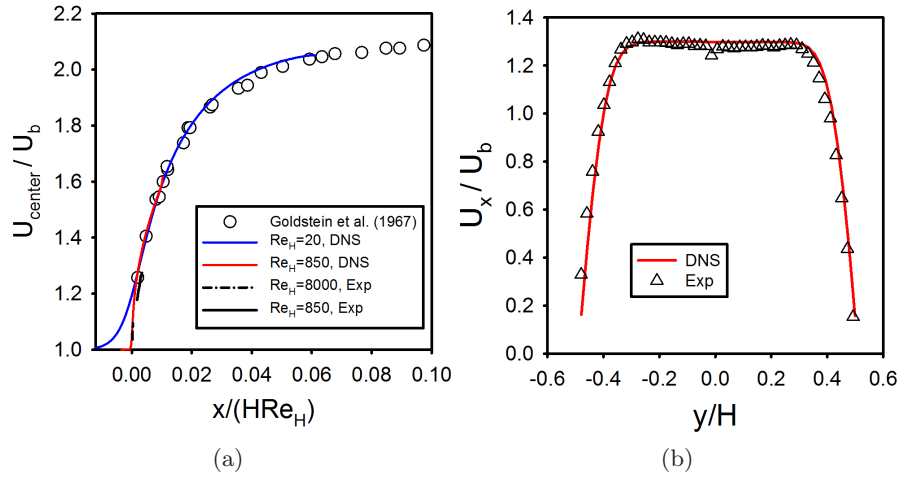 (a)
2.2
2.0
1.8
1.6
1.4
1.2
1.0
U_center / U_b
0.00 0.02 0.04 0.06 0.08 0.10
x/(HRe_H)
Goldstein et al. (1967)
Re_H=20, DNS
Re_H=850, DNS
Re_H=8000, Exp
Re_H=850, Exp
(a)
b)
1.4
1.2
1.0
0.8
0.6
0.4
0.2
0.0
U_x / U_b
-0.6 -0.4 -0.2 0.0 0.2 0.4 0.6
y/H
DNS
Exp
(b)